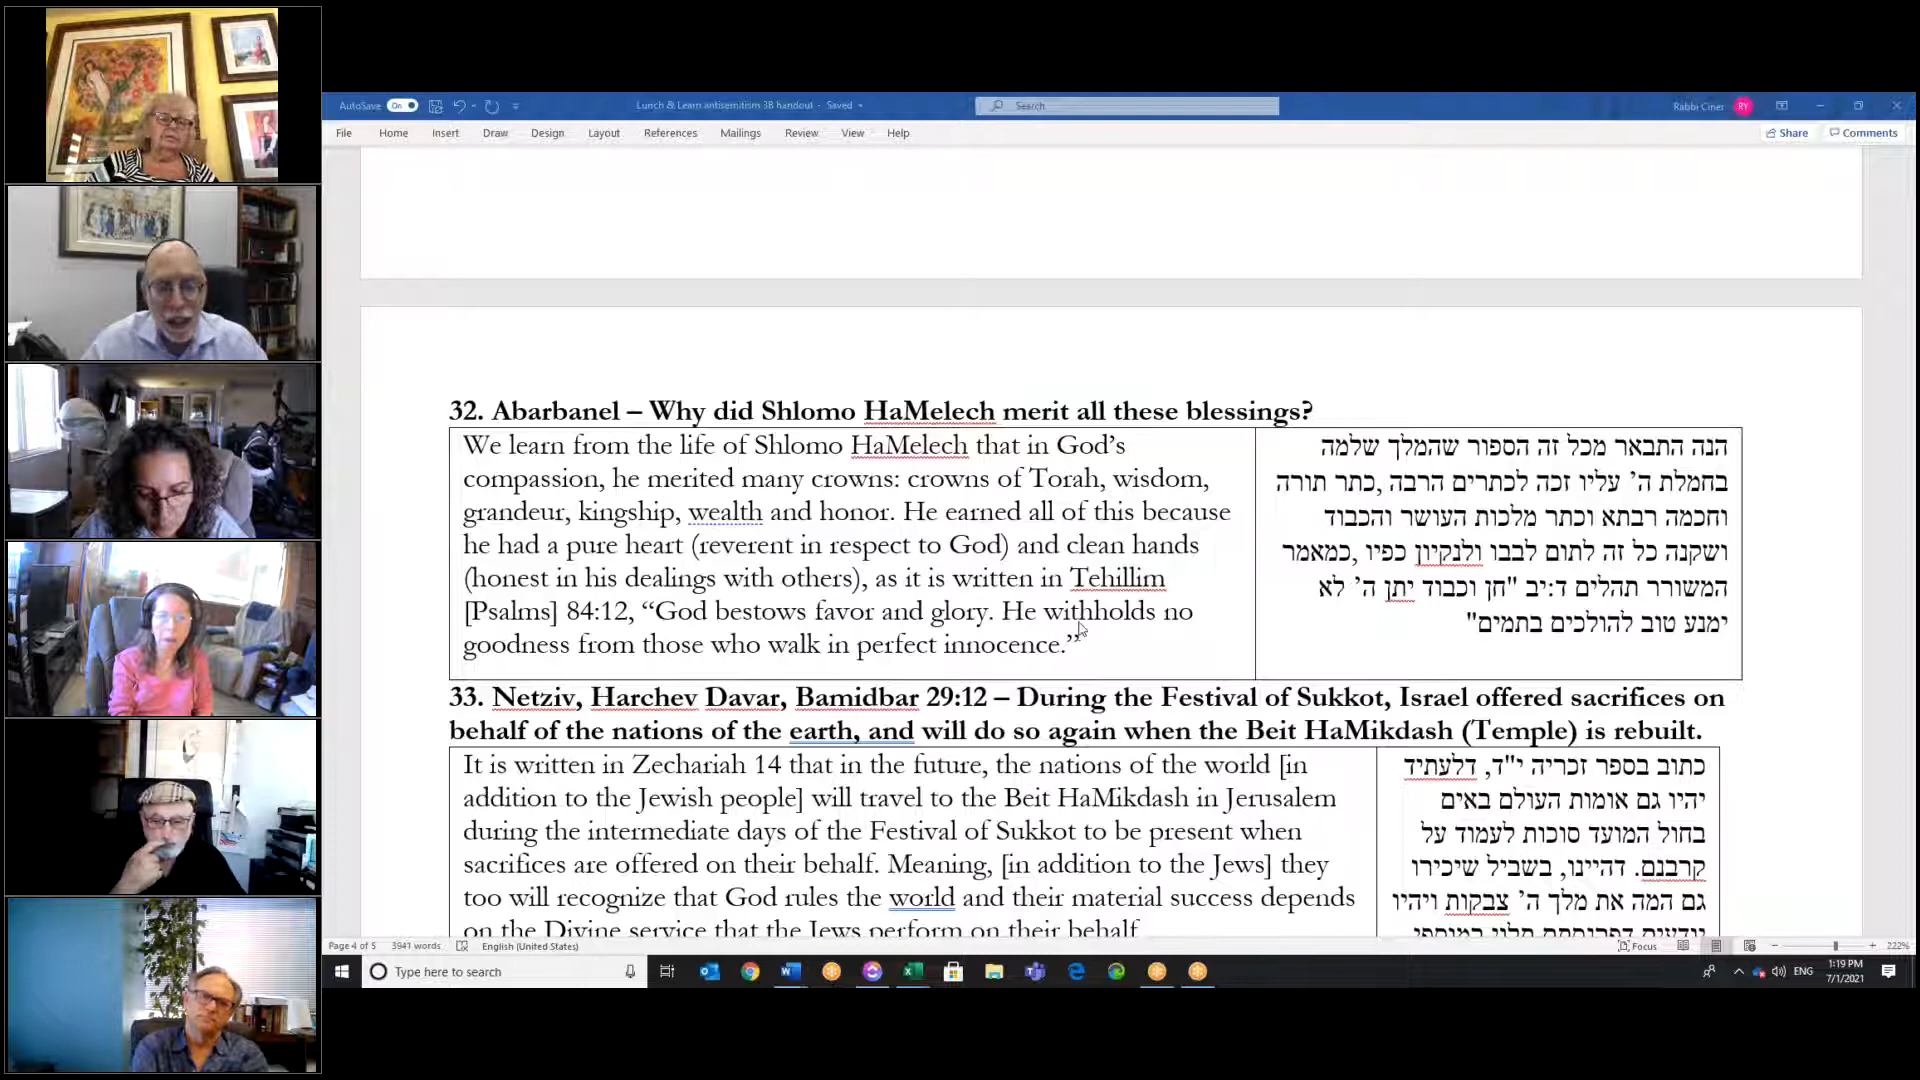 AutoSave On
Lunch & Learn antisemitism 3B handout - Saved
Search
Rabbi Ciner RY
File Home Insert Draw Design Layout References Mailings Review View Help
Share Comments
32. Abarbanel – Why did Shlomo HaMelech merit all these blessings?
We learn from the life of Shlomo HaMelech that in God’s
compassion, he merited many crowns: crowns of Torah, wisdom,
grandeur, kingship, wealth and honor. He earned all of this because
he had a pure heart (reverent in respect to God) and clean hands
(honest in his dealings with others), as it is written in Tehillim
[Psalms] 84:12, “God bestows favor and glory. He withholds no
goodness from those who walk in perfect innocence.”
הנה התבאר מכל זה הספור שהמלך שלמה
בחמלת ה’ עליו זכה לכתרים הרבה ,כתר תורה
וחכמה רבתא וכתר מלכות העושר והכבוד
ושקנה כל זה לתום לבבו ולנקיון כפיו ,כמאמר
המשורר תהלים ד:יב "חן וכבוד יתן ה’ לא
ימנע טוב להולכים בתמים"
33. Netziv, Harchev Davar, Bamidbar 29:12 – During the Festival of Sukkot, Israel offered sacrifices on
behalf of the nations of the earth, and will do so again when the Beit HaMikdash (Temple) is rebuilt.
It is written in Zechariah 14 that in the future, the nations of the world [in
addition to the Jewish people] will travel to the Beit HaMikdash in Jerusalem
during the intermediate days of the Festival of Sukkot to be present when
sacrifices are offered on their behalf. Meaning, [in addition to the Jews] they
too will recognize that God rules the world and their material success depends
on the Divine service that the Jews perform on their behalf
כתוב בספר זכריה י"ד, דלעתיד
יהיו גם אומות העולם באים
בחול המועד סוכות לעמוד על
קרבנם. דהיינו, בשביל שיכירו
גם המה את מלך ה’ צבקות ויהיו
Page 4 of 5 3941 words English (United States)
Focus 222%
Type here to search
ENG
1:19 PM
7/1/2021